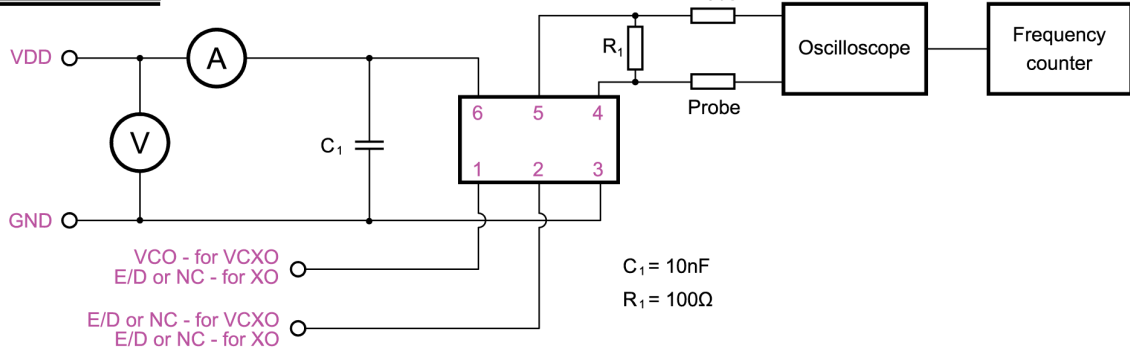 VDD
A
R₁
Oscilloscope
Frequency
counter
Probe
V
C₁
6 5 4
1 2 3
GND
VCO - for VCXO
E/D or NC - for XO
C₁ = 10nF
R₁ = 100Ω
E/D or NC - for VCXO
E/D or NC - for XO